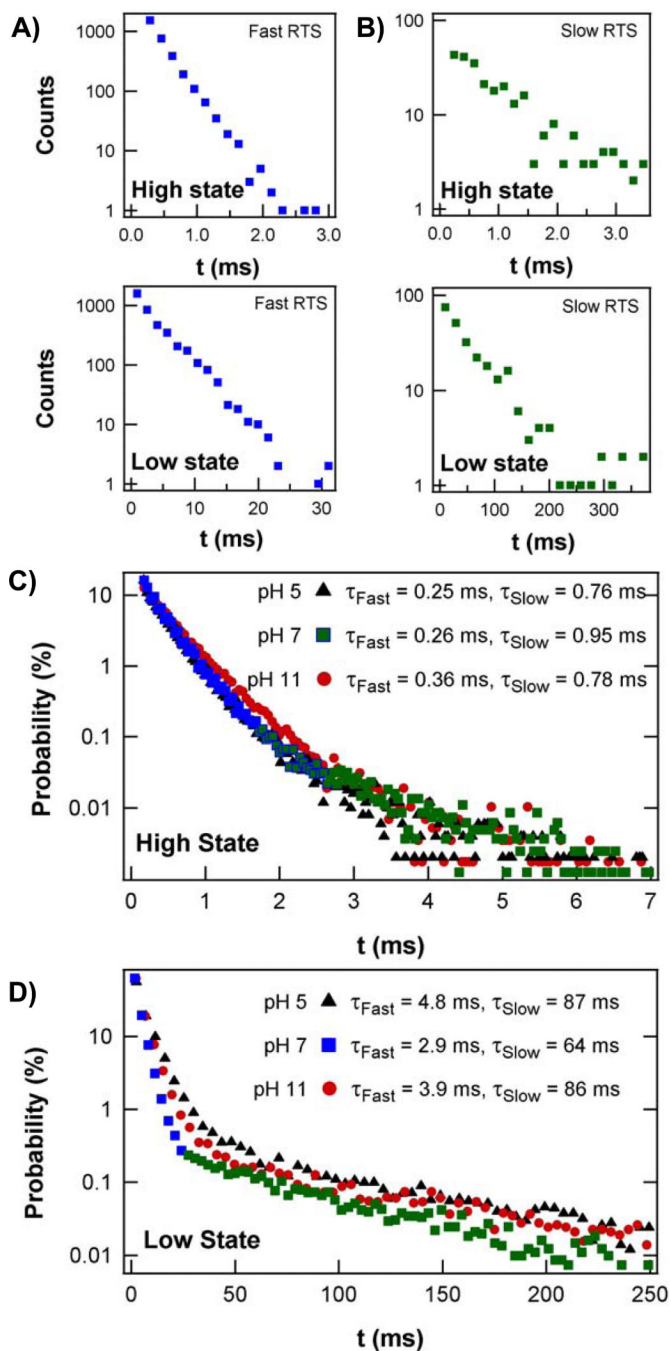 A)
B)
1000
100
10
1
Counts
Fast RTS
High state
0.0 1.0 2.0 3.0
t (ms)
100
10
1
Slow RTS
High state
0.0 1.0 2.0 3.0
t (ms)
1000
100
10
1
Counts
Fast RTS
Low state
0 10 20 30
t (ms)
100
10
1
Slow RTS
Low state
0 100 200 300
t (ms)
C)
10
1
0.1
0.01
Probability (%)
pH 5 τFast = 0.25 ms, τSlow = 0.76 ms
pH 7 τFast = 0.26 ms, τSlow = 0.95 ms
pH 11 τFast = 0.36 ms, τSlow = 0.78 ms
High State
0 1 2 3 4 5 6 7
t (ms)
D)
10
1
0.1
0.01
Probability (%)
pH 5 τFast = 4.8 ms, τSlow = 87 ms
pH 7 τFast = 2.9 ms, τSlow = 64 ms
pH 11 τFast = 3.9 ms, τSlow = 86 ms
Low State
0 50 100 150 200 250
t (ms)